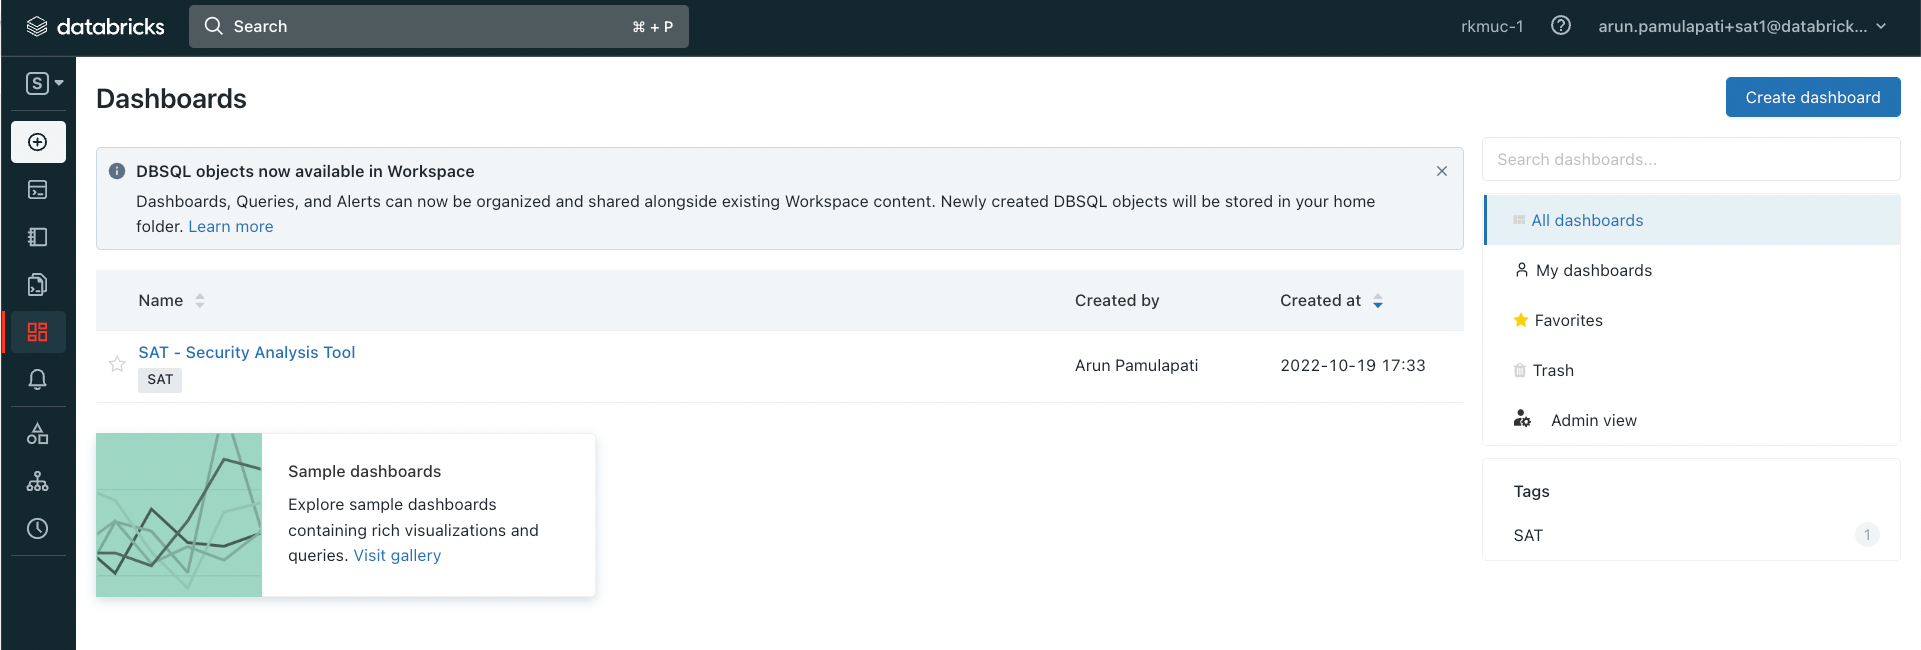 databricks
Search
⌘ + P
rkmuc-1
arun.pamulapati+sat1@databrick...
S
Dashboards
Create dashboard
DBSQL objects now available in Workspace
Dashboards, Queries, and Alerts can now be organized and shared alongside existing Workspace content. Newly created DBSQL objects will be stored in your home
folder. Learn more
Name
Created by
Created at
SAT - Security Analysis Tool
SAT
Arun Pamulapati
2022-10-19 17:33
Sample dashboards
Explore sample dashboards
containing rich visualizations and
queries. Visit gallery
Search dashboards...
All dashboards
My dashboards
Favorites
Trash
Admin view
Tags
SAT
1